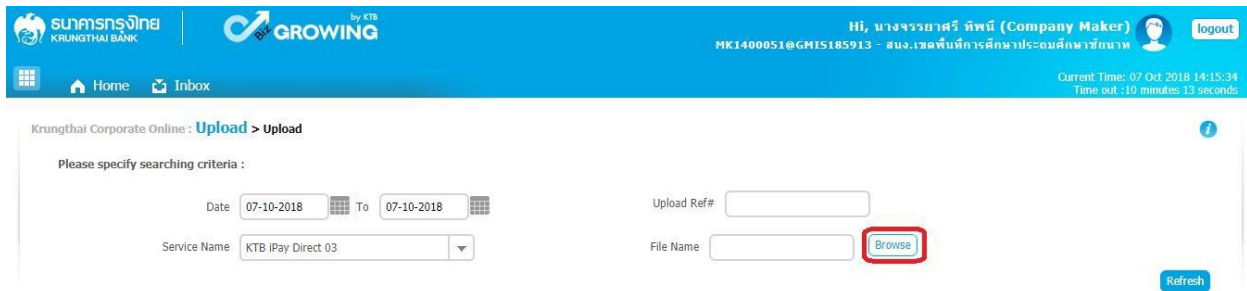 ธนาคารกรุงไทย
KRUNGTHAI BANK
Biz GROWING
by KTB
Hi, นางจรรยาศรี ทิพนี (Company Maker)
MK1400051@GMIS185913 - สนง.เขตพื้นที่การศึกษาประถมศึกษาชัยนาท
logout
Home
Inbox
Current Time: 07 Oct 2018 14:15:34
Time out :10 minutes 13 seconds
Krungthai Corporate Online : Upload > Upload
Please specify searching criteria :
Date 07-10-2018 To 07-10-2018
Upload Ref#
Service Name KTB iPay Direct 03
File Name
Browse
Refresh